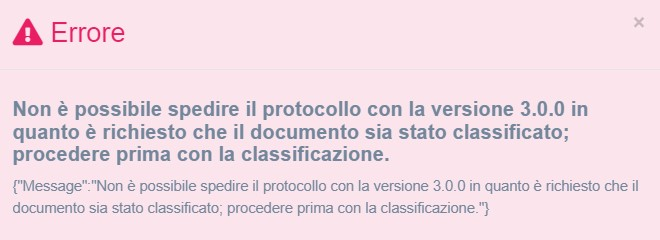 Errore
×
Non è possibile spedire il protocollo con la versione 3.0.0 in
quanto è richiesto che il documento sia stato classificato;
procedere prima con la classificazione.
{"Message":"Non è possibile spedire il protocollo con la versione 3.0.0 in quanto è richiesto che il
documento sia stato classificato; procedere prima con la classificazione."}